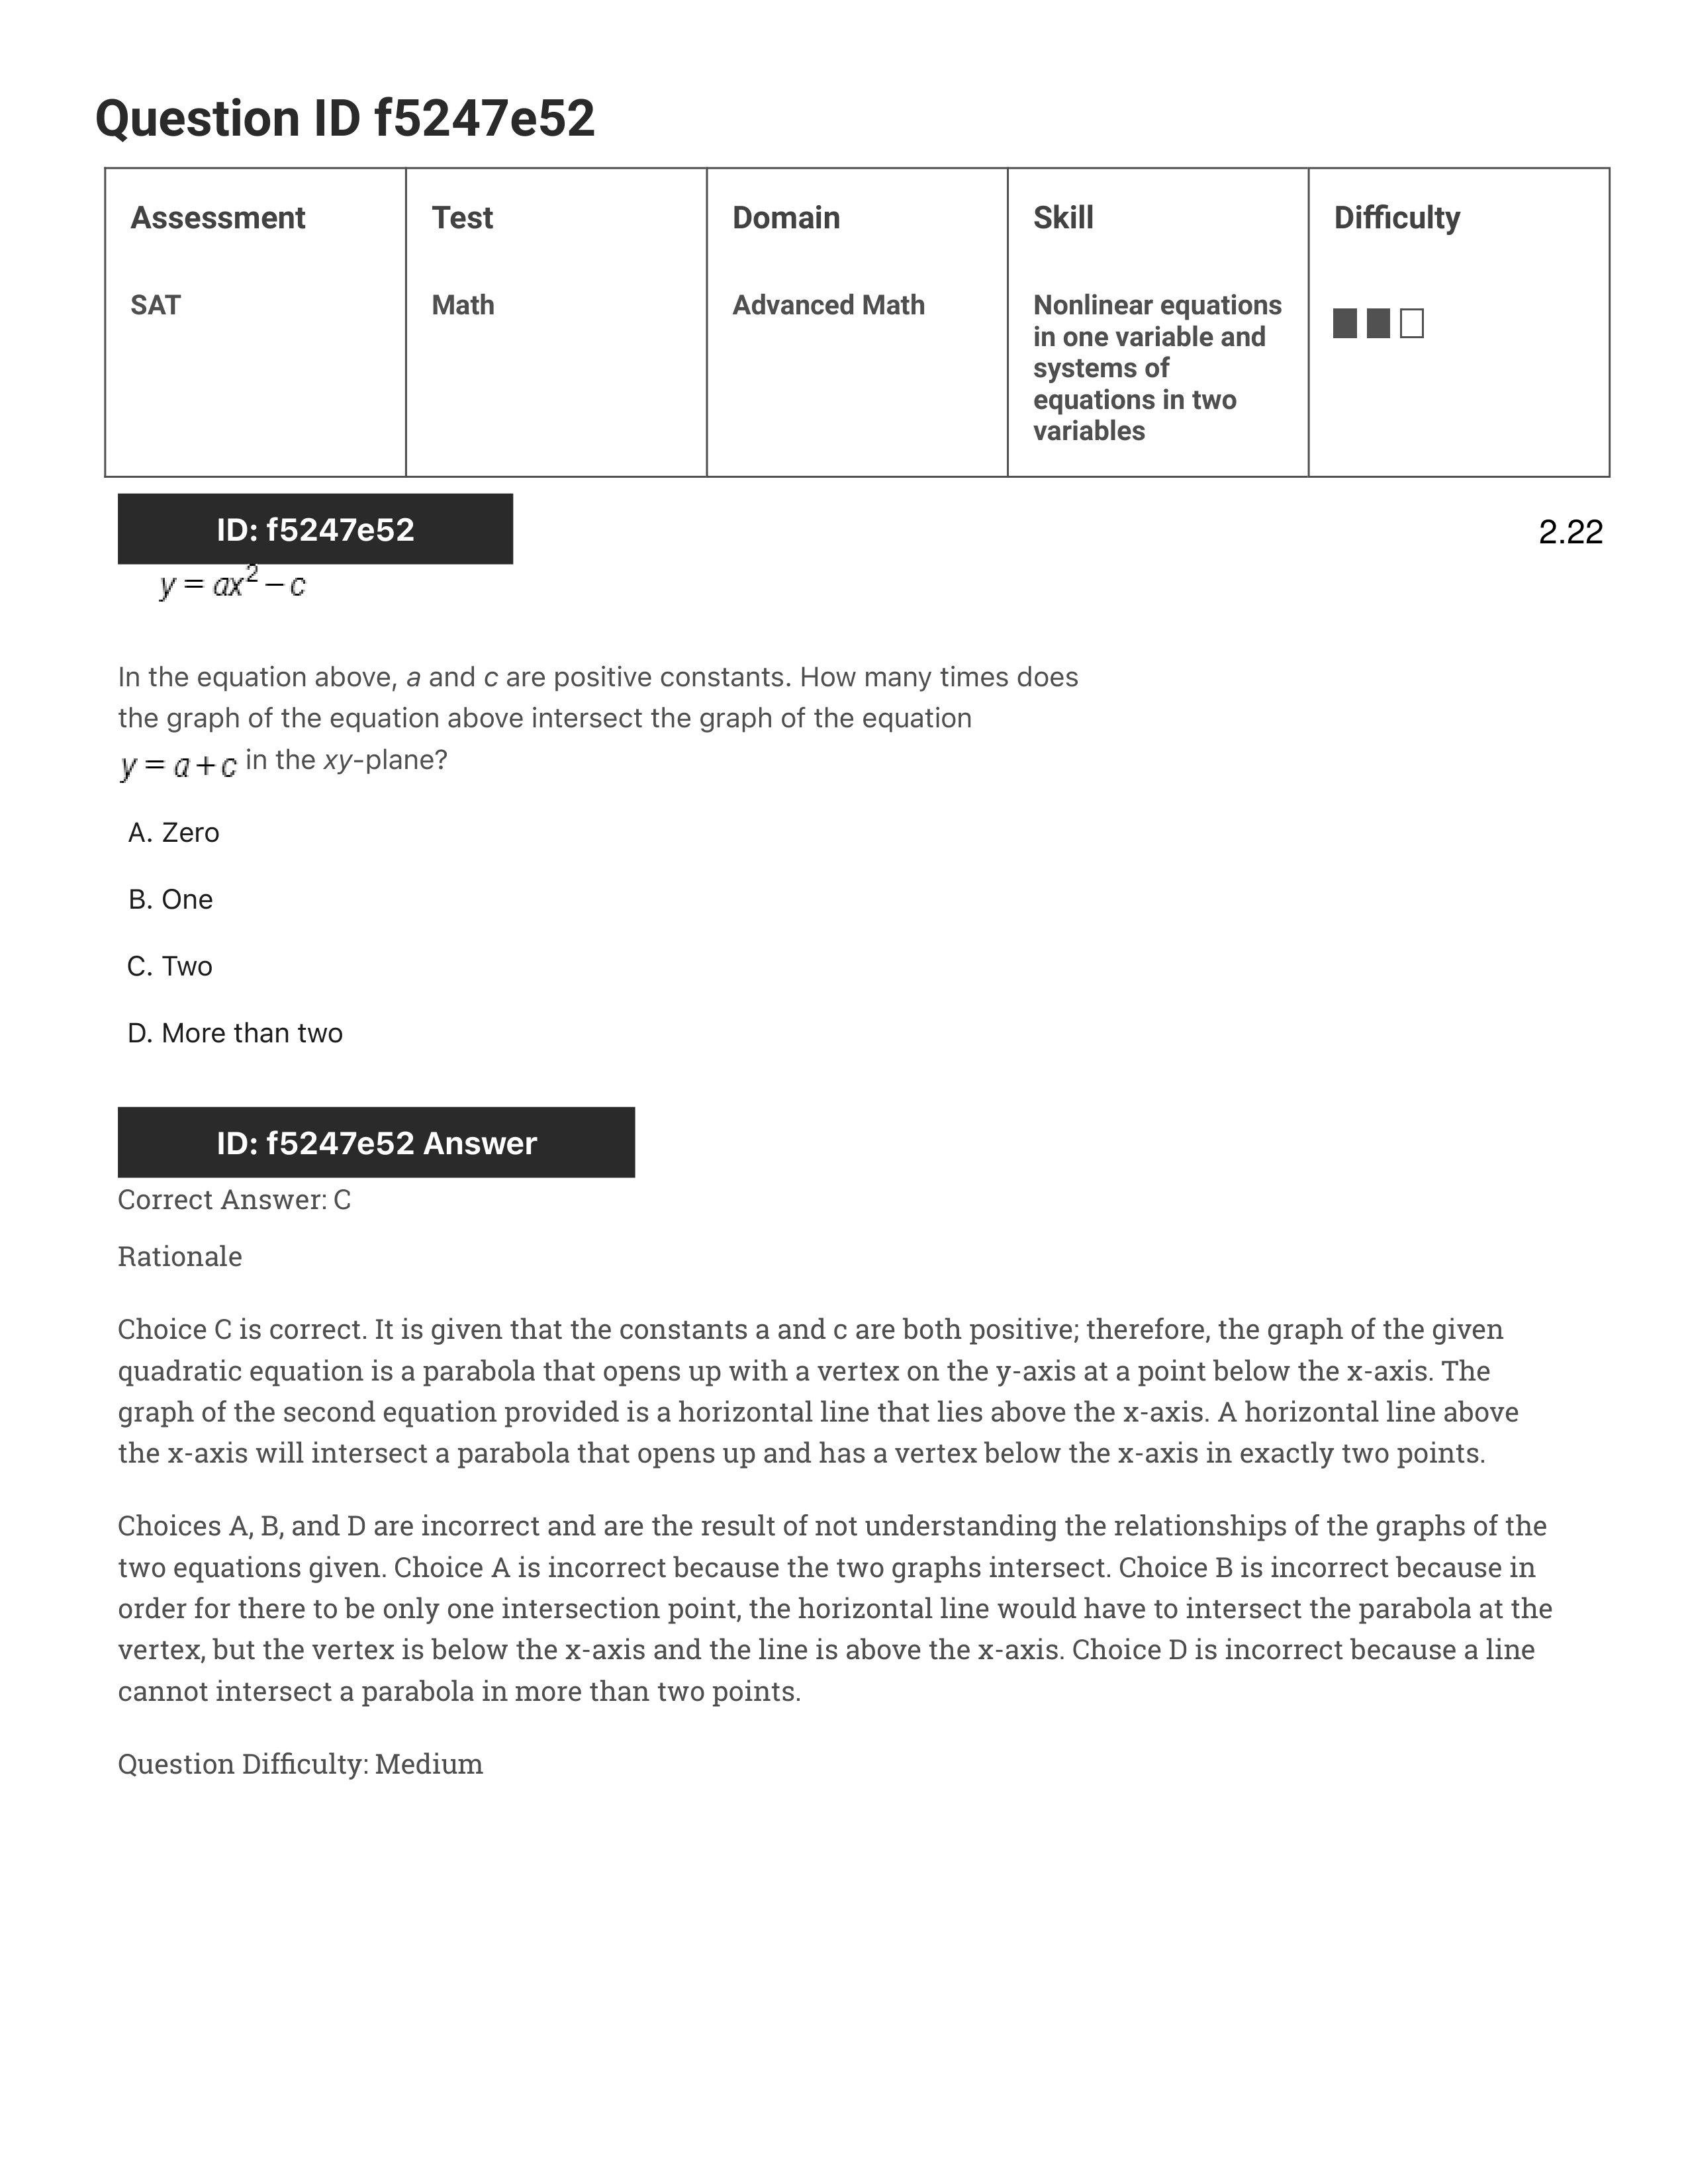 Question ID f5247e52
Assessment
Test
Domain
Skill
Difficulty
SAT
Math
Advanced Math
Nonlinear equations
in one variable and
systems of
equations in two
variables
ID: f5247e52
2.22
y = ax² − c
In the equation above, a and c are positive constants. How many times does
the graph of the equation above intersect the graph of the equation
y = a + c in the xy-plane?
A. Zero
B. One
C. Two
D. More than two
ID: f5247e52 Answer
Correct Answer: C
Rationale
Choice C is correct. It is given that the constants a and c are both positive; therefore, the graph of the given
quadratic equation is a parabola that opens up with a vertex on the y-axis at a point below the x-axis. The
graph of the second equation provided is a horizontal line that lies above the x-axis. A horizontal line above
the x-axis will intersect a parabola that opens up and has a vertex below the x-axis in exactly two points.
Choices A, B, and D are incorrect and are the result of not understanding the relationships of the graphs of the
two equations given. Choice A is incorrect because the two graphs intersect. Choice B is incorrect because in
order for there to be only one intersection point, the horizontal line would have to intersect the parabola at the
vertex, but the vertex is below the x-axis and the line is above the x-axis. Choice D is incorrect because a line
cannot intersect a parabola in more than two points.
Question Difficulty: Medium